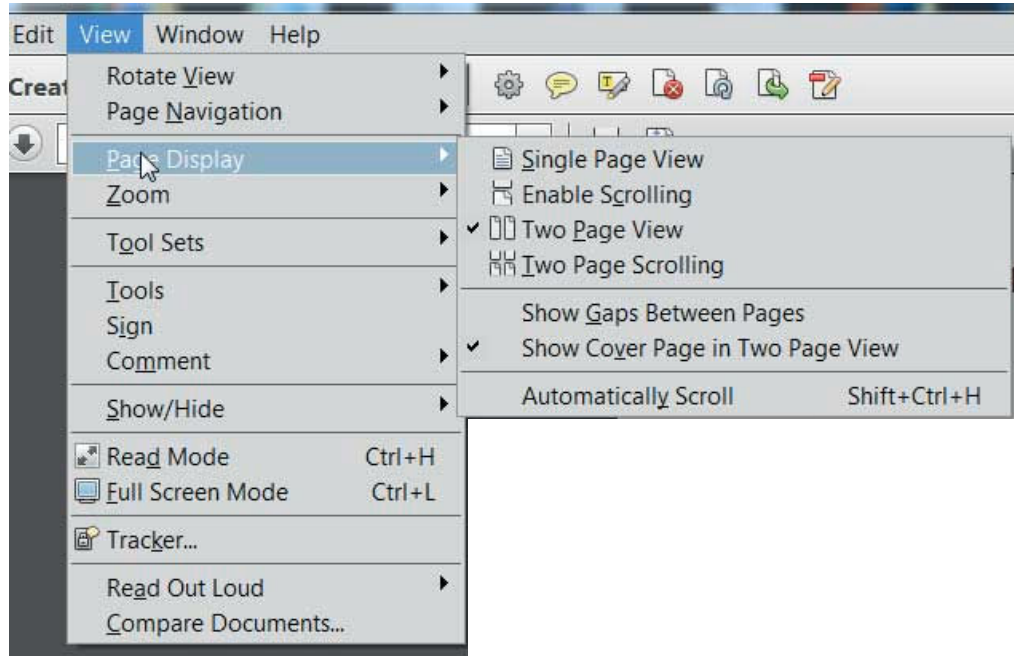 Edit View Window Help
Creat
Rotate View
Page Navigation
Page Display
Zoom
Tool Sets
Tools
Sign
Comment
Show/Hide
Read Mode Ctrl+H
Full Screen Mode Ctrl+L
Tracker...
Read Out Loud
Compare Documents...
Single Page View
Enable Scrolling
Two Page View
Two Page Scrolling
Show Gaps Between Pages
Show Cover Page in Two Page View
Automatically Scroll Shift+Ctrl+H